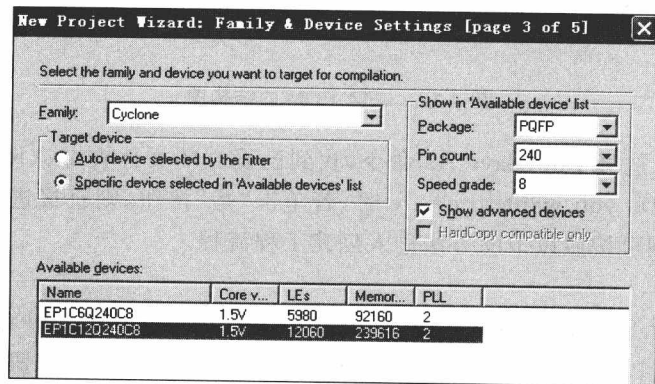 New Project Wizard: Family & Device Settings [page 3 of 5]
Select the family and device you want to target for compilation.
Family: Cyclone
Target device
Auto device selected by the Fitter
Specific device selected in 'Available devices' list
Show in 'Available device' list
Package: PQFP
Pin count: 240
Speed grade: 8
Show advanced devices
HardCopy compatible only
Available devices:
Name Core v... LEs Memor... PLL
EP1C6Q240C8 1.5V 5980 92160 2
EP1C12Q240C8 1.5V 12060 239616 2